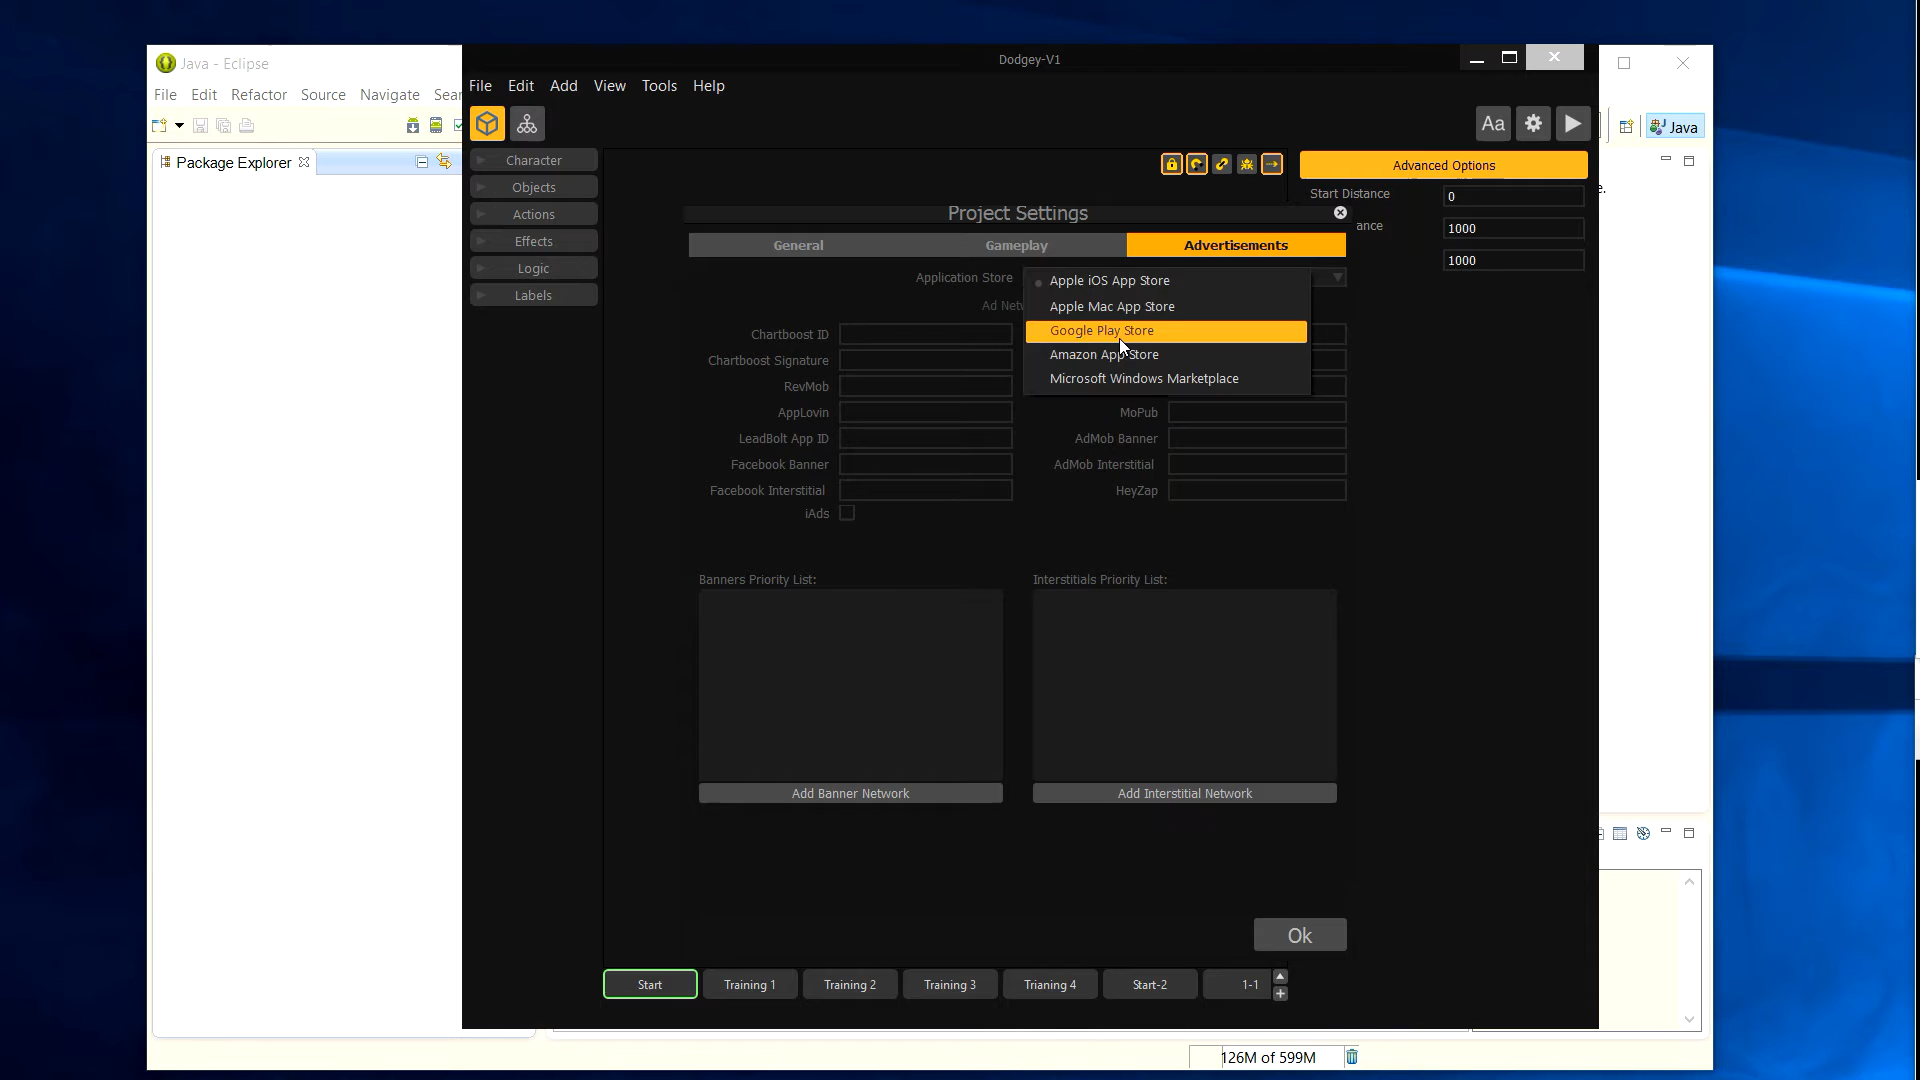 Java - Eclipse
Dodgey-V1
File Edit Refactor Source Navigate Sear
File Edit Add View Tools Help
Aa
Java
Package Explorer
Character
Objects
Actions
Effects
Logic
Labels
Advanced Options
Start Distance 0
ance 1000
1000
e.
Project Settings
General Gameplay Advertisements
Application Store
Apple iOS App Store
Apple Mac App Store
Google Play Store
Amazon App Store
Microsoft Windows Marketplace
Ad Netw
Chartboost ID
Chartboost Signature
RevMob
AppLovin MoPub
LeadBolt App ID AdMob Banner
Facebook Banner AdMob Interstitial
Facebook Interstitial HeyZap
iAds
Banners Priority List: Interstitials Priority List:
Add Banner Network Add Interstitial Network
Ok
Start Training 1 Training 2 Training 3 Trianing 4 Start-2 1-1
126M of 599M